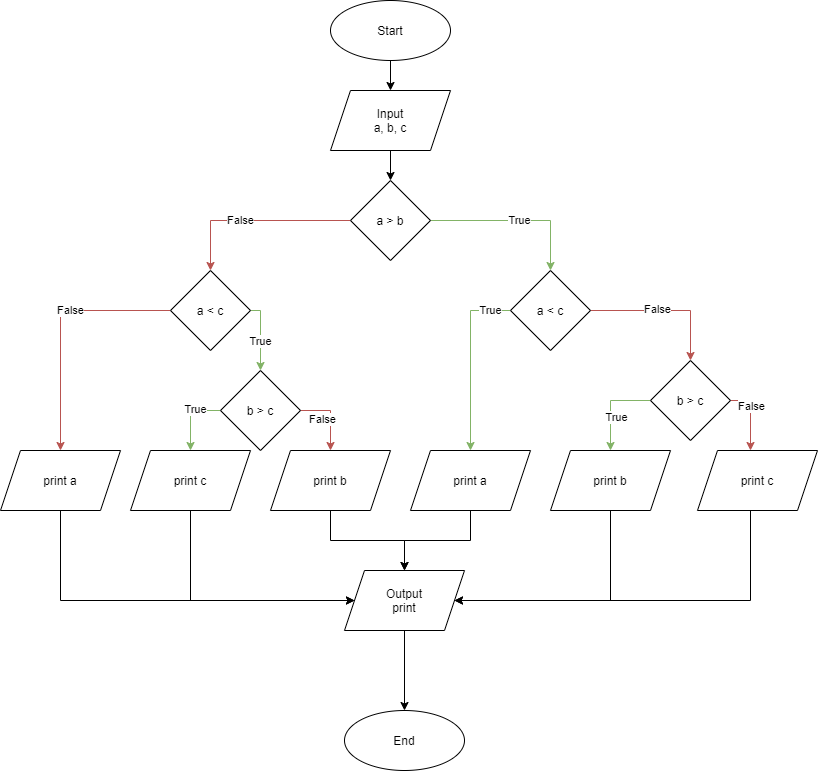 Start
Input
a, b, c
a > b
False
True
a < c
a < c
False
True
True
False
b > c
b > c
True
False
True
False
print a
print c
print b
print a
print b
print c
Output
print
End